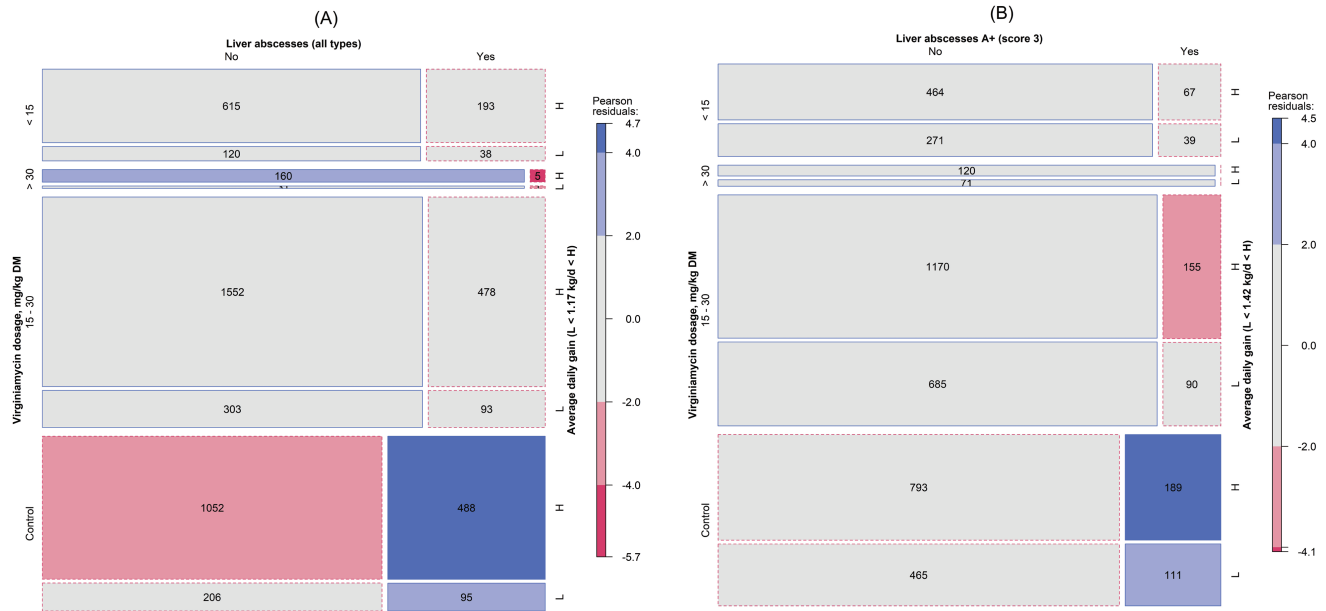 (A)
Liver abscesses (all types)
No Yes
Virginiamycin dosage, mg/kg DM
< 15
615 193 H
120 38 L
> 30
160 5 H
L
15 - 30
1552 478 H
303 93 L
Control
1052 488 H
206 95 L
Average daily gain (L < 1.17 kg/d < H)
Pearson
residuals:
4.7
4.0
2.0
0.0
-2.0
-4.0
-5.7
(B)
Liver abscesses A+ (score 3)
No Yes
Virginiamycin dosage, mg/kg DM
< 15
464 67 H
271 39 L
> 30
120 H
71 L
15 - 30
1170 155 H
685 90 L
Control
793 189 H
465 111 L
Average daily gain (L < 1.42 kg/d < H)
Pearson
residuals:
4.5
4.0
2.0
0.0
-2.0
-4.1